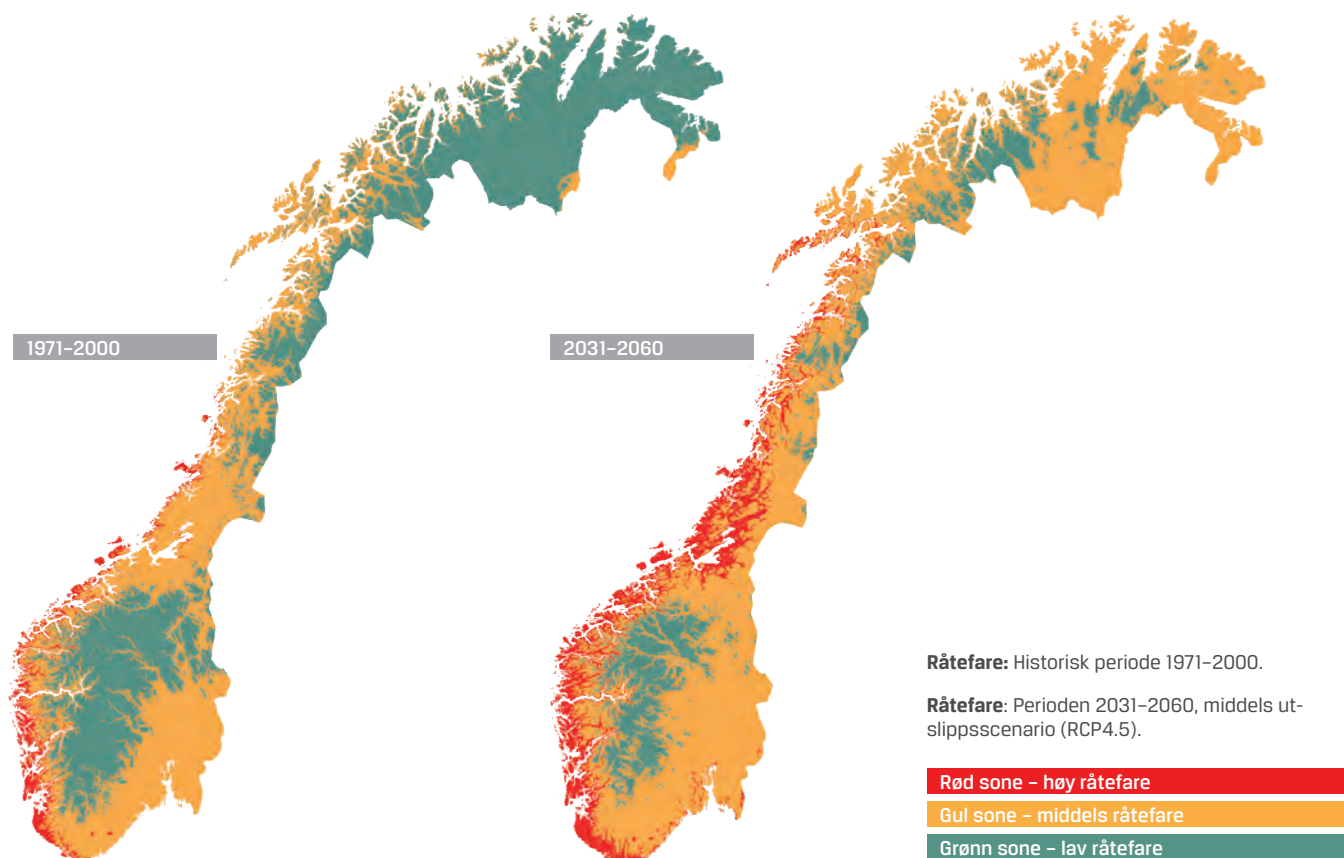 1971–2000
2031–2060
Råtefare: Historisk periode 1971–2000.
Råtefare: Perioden 2031–2060, middels ut-
slippsscenario (RCP4.5).
Rød sone – høy råtefare
Gul sone – middels råtefare
Grønn sone – lav råtefare